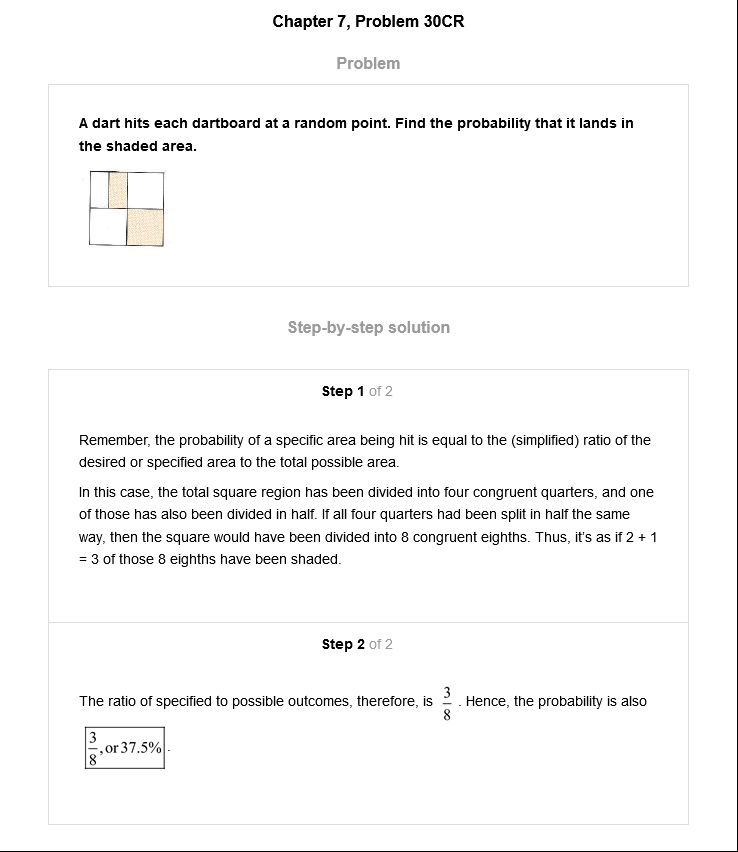 Chapter 7, Problem 30CR
Problem
A dart hits each dartboard at a random point. Find the probability that it lands in
the shaded area.
Step-by-step solution
Step 1 of 2
Remember, the probability of a specific area being hit is equal to the (simplified) ratio of the
desired or specified area to the total possible area.
In this case, the total square region has been divided into four congruent quarters, and one
of those has also been divided in half. If all four quarters had been split in half the same
way, then the square would have been divided into 8 congruent eighths. Thus, it's as if 2 + 1
= 3 of those 8 eighths have been shaded.
Step 2 of 2
The ratio of specified to possible outcomes, therefore, is 3/8 . Hence, the probability is also
3/8, or 37.5% .